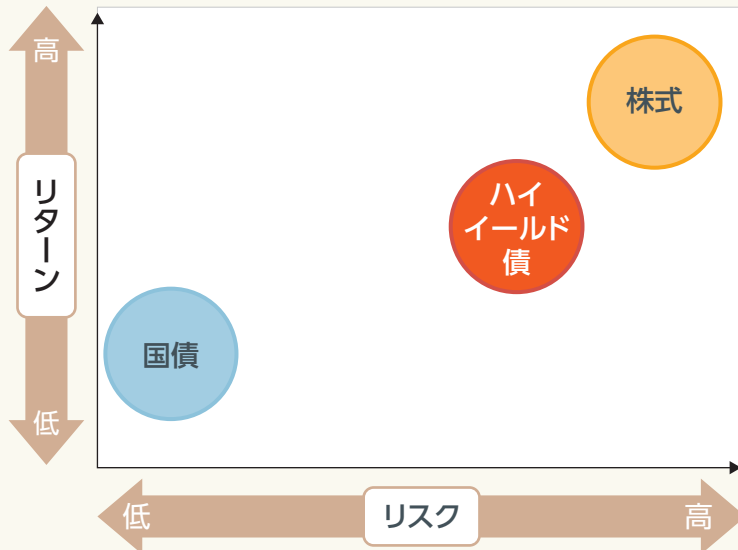 高
リターン
低
株式
ハイ
イールド
債
国債
低
リスク
高